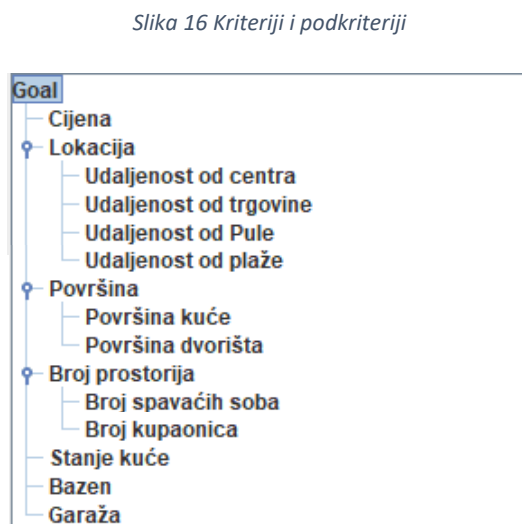 Slika 16 Kriteriji i podkriteriji
Goal
Cijena
Lokacija
Udaljenost od centra
Udaljenost od trgovine
Udaljenost od Pule
Udaljenost od plaže
Površina
Površina kuće
Površina dvorišta
Broj prostorija
Broj spavaćih soba
Broj kupaonica
Stanje kuće
Bazen
Garaža